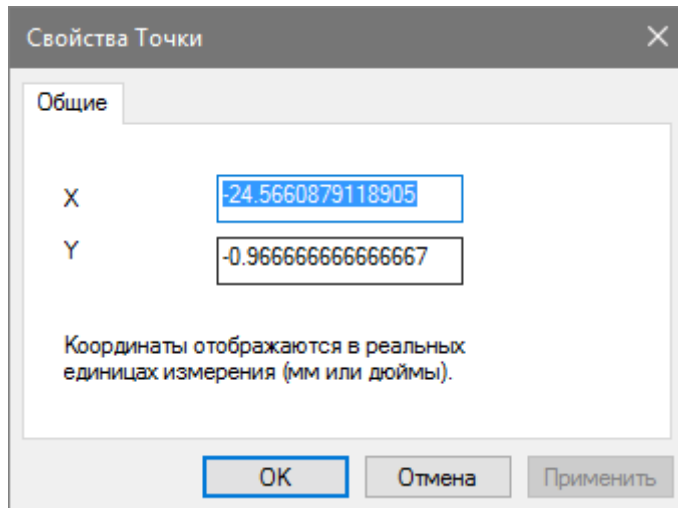 Свойства Точки
Общие
X -24.5660879118905
Y -0.966666666666667
Координаты отображаются в реальных
единицах измерения (мм или дюймы).
OK Отмена Применить